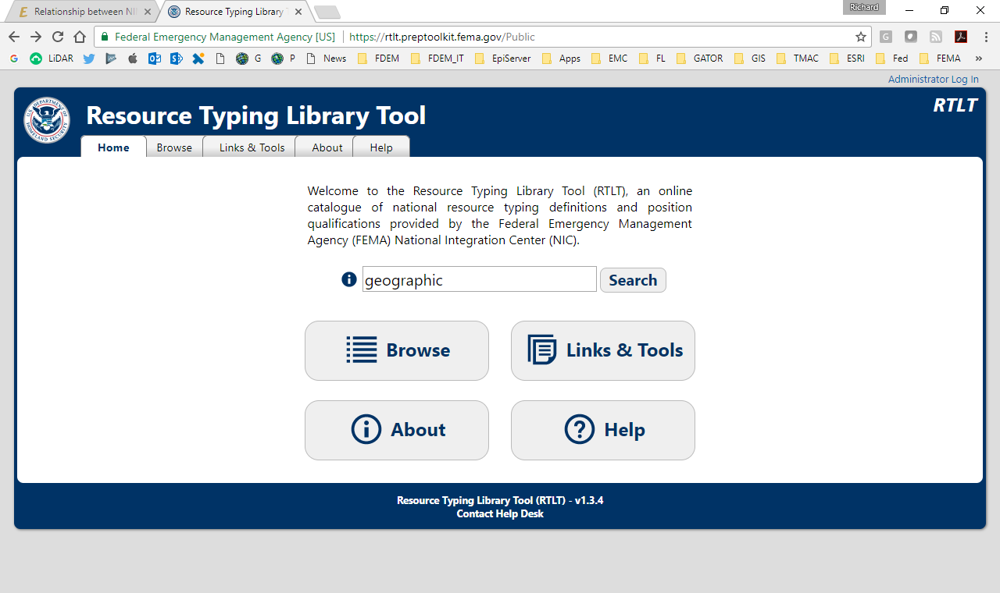 Richard
Relationship between NI
Resource Typing Library
Federal Emergency Management Agency [US] https://rtlt.preptoolkit.fema.gov/Public
LiDAR G P News FDEM FDEM_IT EpiServer Apps EMC FL GATOR GIS TMAC ESRI Fed FEMA »
Administrator Log In
Resource Typing Library Tool
RTLT
Home Browse Links & Tools About Help
Welcome to the Resource Typing Library Tool (RTLT), an online
catalogue of national resource typing definitions and position
qualifications provided by the Federal Emergency Management
Agency (FEMA) National Integration Center (NIC).
geographic Search
Browse Links & Tools
About Help
Resource Typing Library Tool (RTLT) - v1.3.4
Contact Help Desk